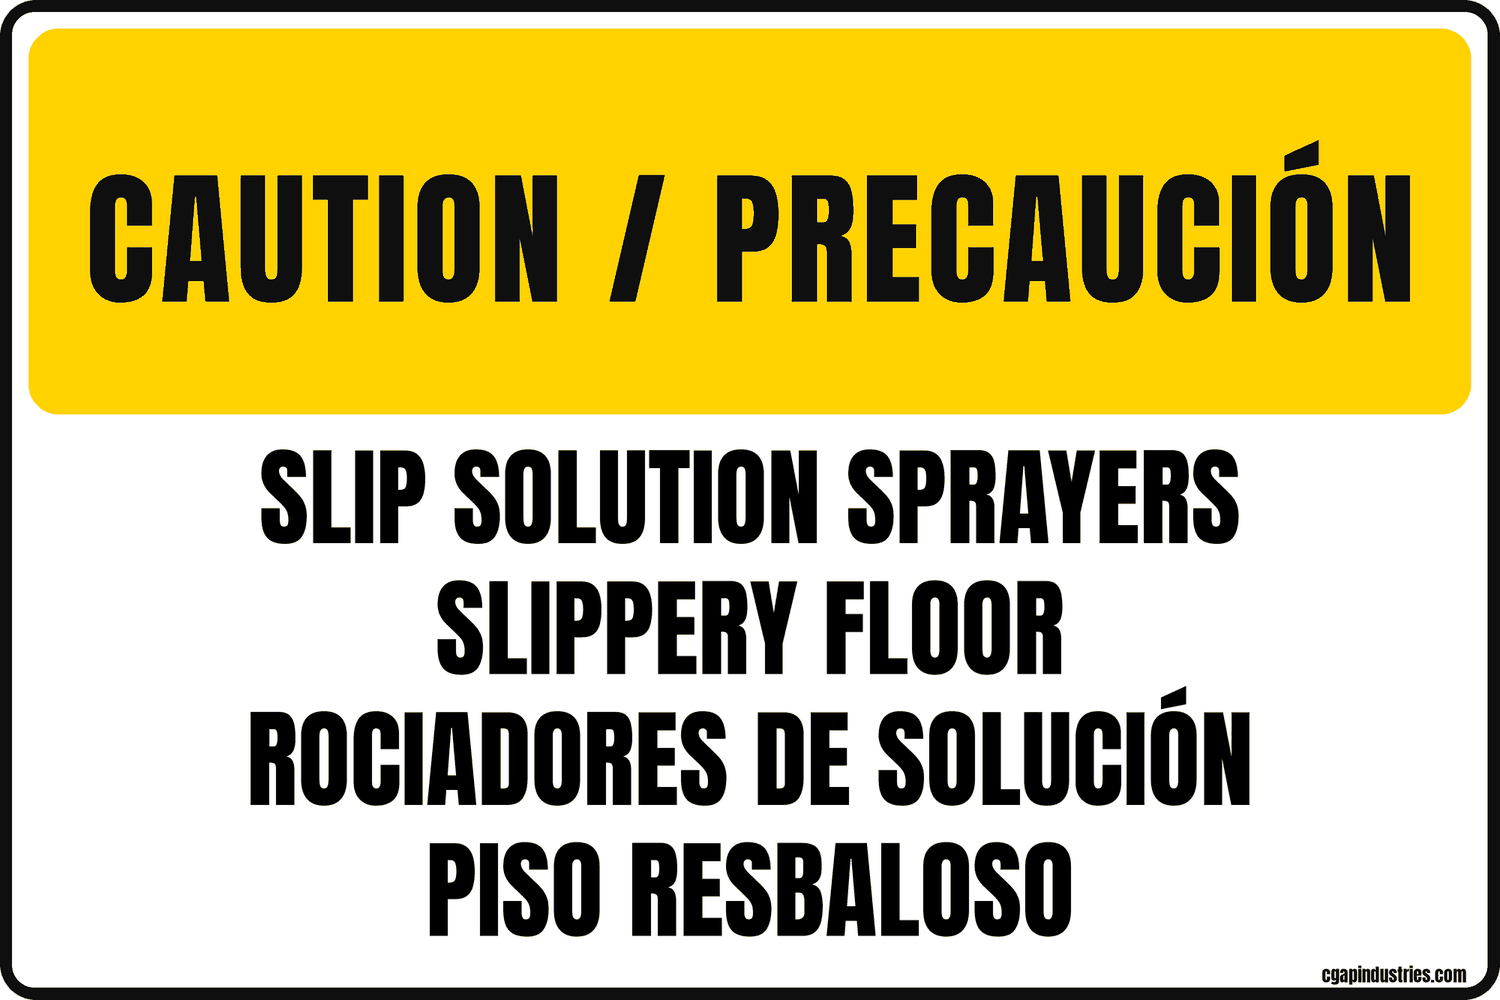 CAUTION / PRECAUCIÓN
SLIP SOLUTION SPRAYERS
SLIPPERY FLOOR
ROCIADORES DE SOLUCIÓN
PISO RESBALOSO
cgapindustries.com